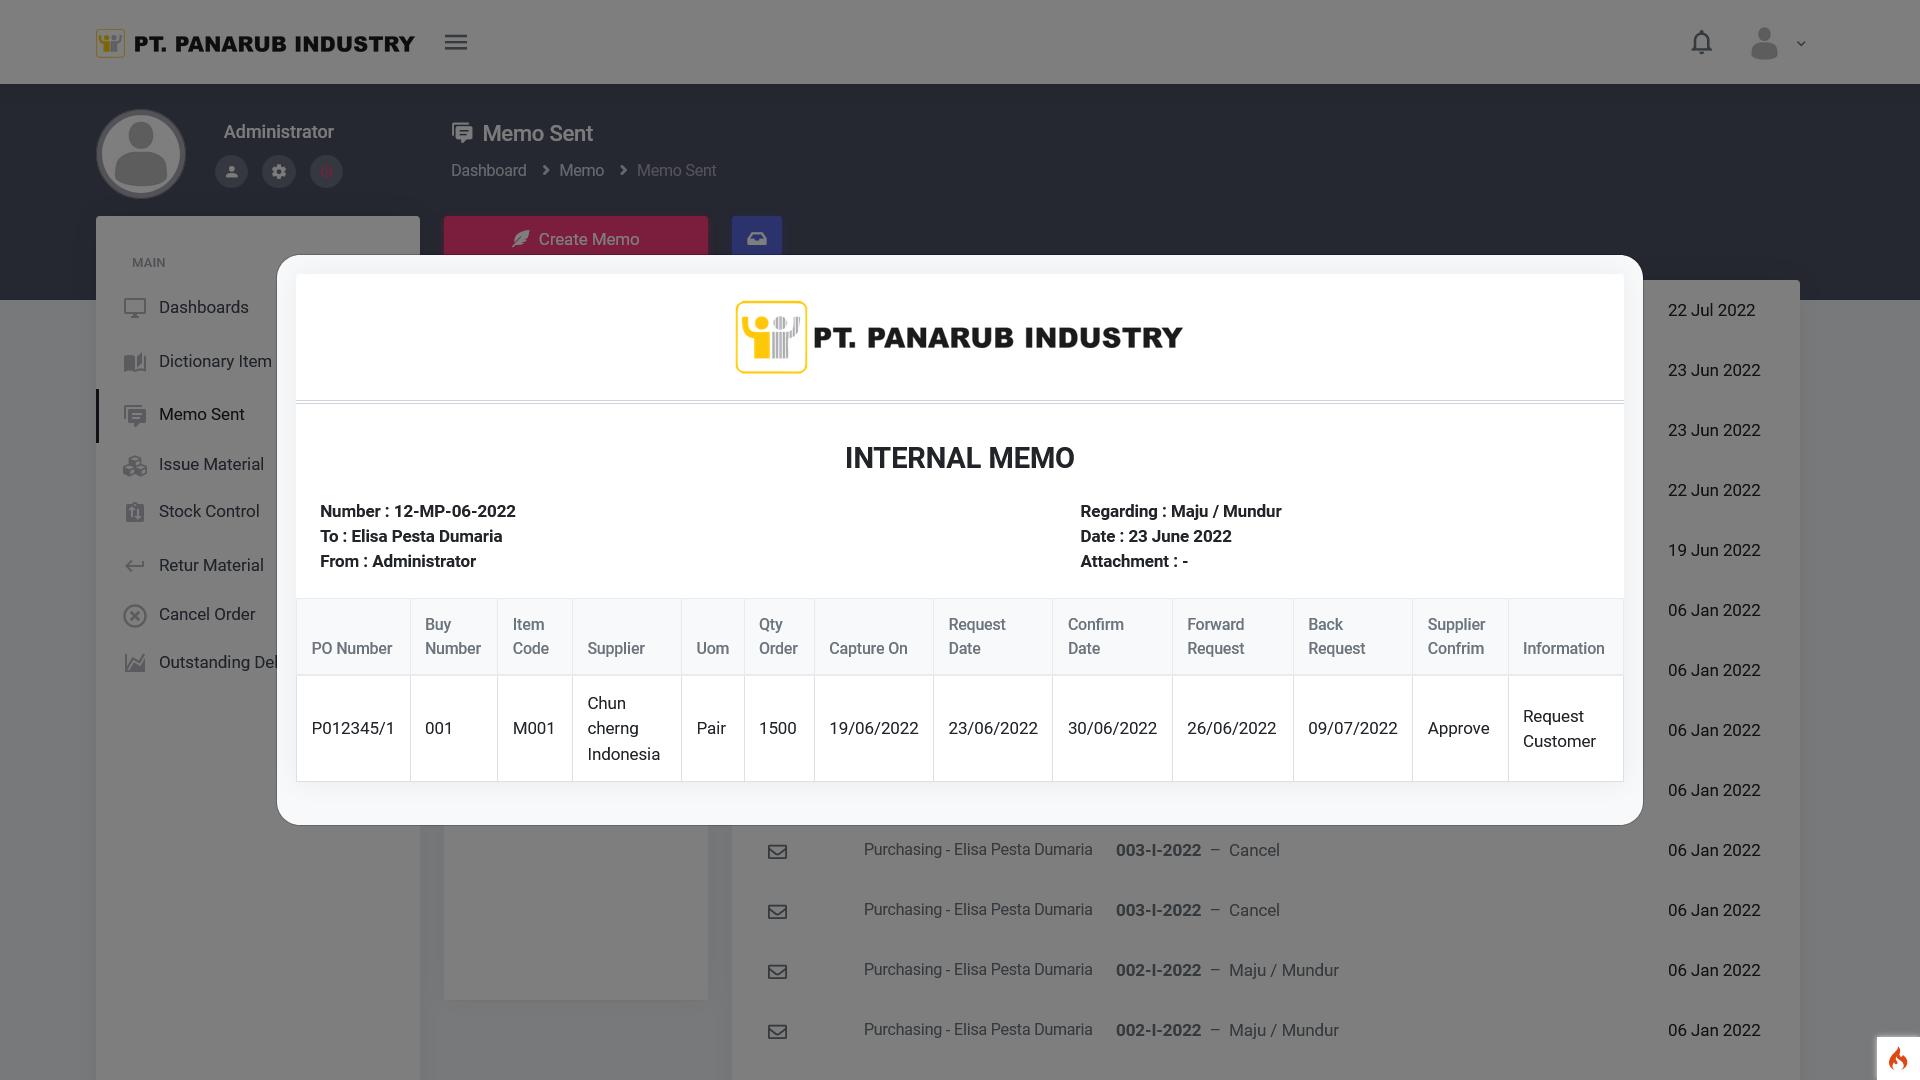 PT. PANARUB INDUSTRY
Administrator
Memo Sent
Dashboard > Memo > Memo Sent
Create Memo
MAIN
Dashboards
Dictionary Item
Memo Sent
Issue Material
Stock Control
Retur Material
Cancel Order
Outstanding Del
PT. PANARUB INDUSTRY
INTERNAL MEMO
Number : 12-MP-06-2022
To : Elisa Pesta Dumaria
From : Administrator
Regarding : Maju / Mundur
Date : 23 June 2022
Attachment : -
PO Number Buy Number Item Code Supplier Uom Qty Order Capture On Request Date Confirm Date Forward Request Back Request Supplier Confrim Information
P012345/1 001 M001 Chun cherng Indonesia Pair 1500 19/06/2022 23/06/2022 30/06/2022 26/06/2022 09/07/2022 Approve Request Customer
22 Jul 2022
23 Jun 2022
23 Jun 2022
22 Jun 2022
19 Jun 2022
06 Jan 2022
06 Jan 2022
06 Jan 2022
06 Jan 2022
Purchasing - Elisa Pesta Dumaria 003-I-2022 – Cancel 06 Jan 2022
Purchasing - Elisa Pesta Dumaria 003-I-2022 – Cancel 06 Jan 2022
Purchasing - Elisa Pesta Dumaria 002-I-2022 – Maju / Mundur 06 Jan 2022
Purchasing - Elisa Pesta Dumaria 002-I-2022 – Maju / Mundur 06 Jan 2022